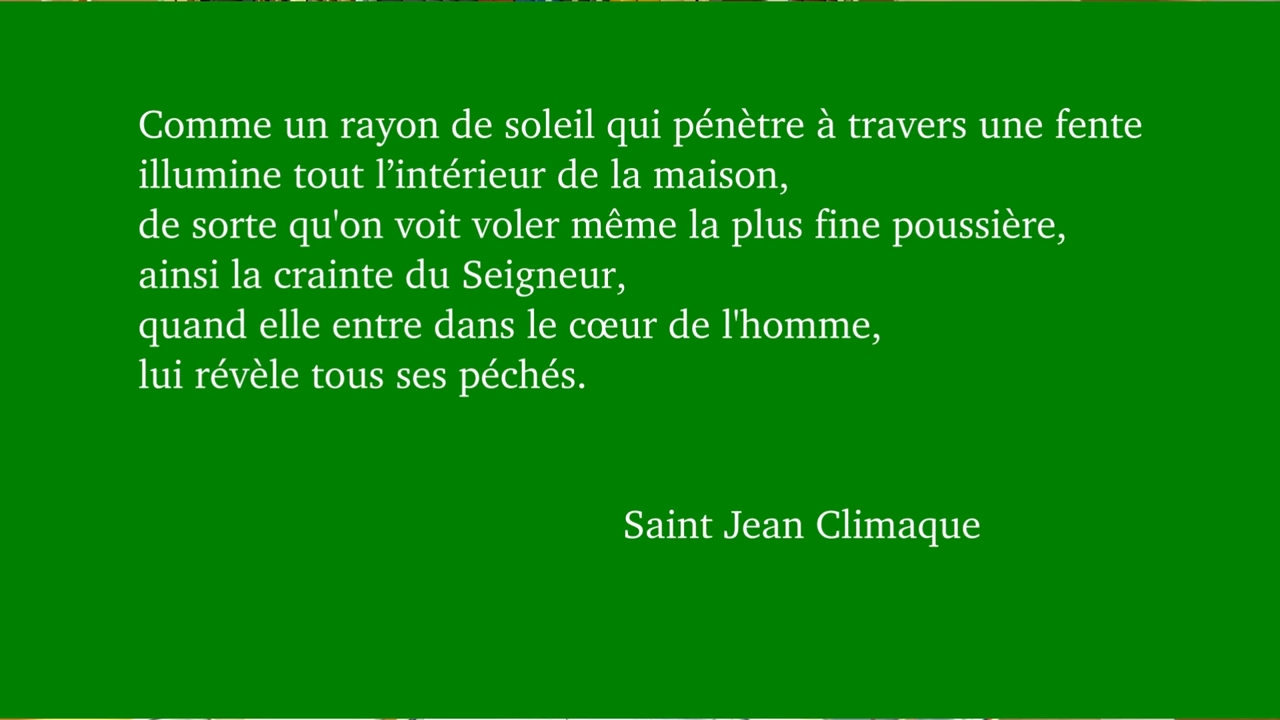 Comme un rayon de soleil qui pénètre à travers une fente
illumine tout l’intérieur de la maison,
de sorte qu'on voit voler même la plus fine poussière,
ainsi la crainte du Seigneur,
quand elle entre dans le cœur de l'homme,
lui révèle tous ses péchés.
Saint Jean Climaque